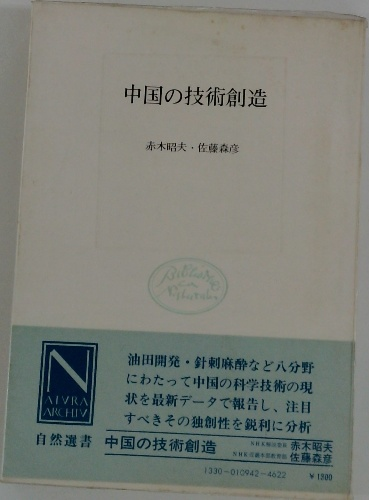 中国の技術創造
赤木昭夫・佐藤森彦
油田開発・針刺麻酔など八分野
にわたって中国の科学技術の現
状を最新データで報告し、注目
すべきその独創性を鋭利に分析
N
ATVRA
ARCHIV
自然選書
中国の技術創造
赤木昭夫
佐藤森彦
1330-010942-4622
¥1200